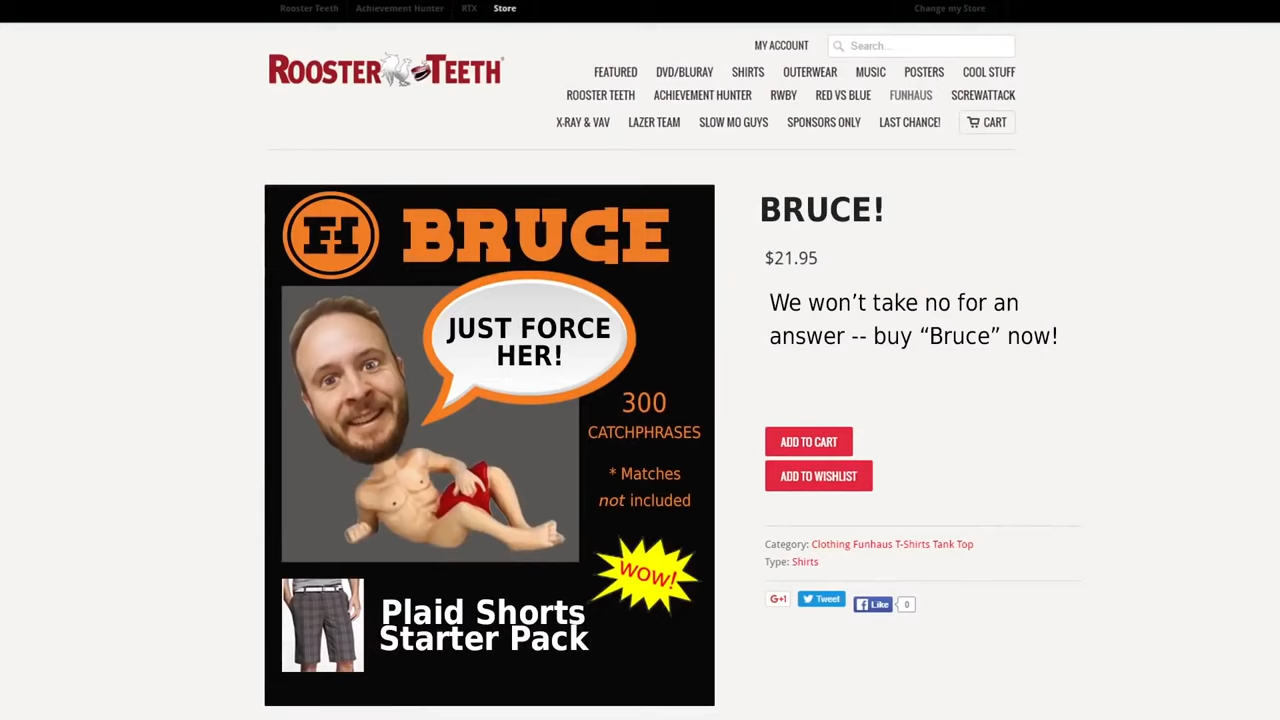 Rooster Teeth
Achievement Hunter
RTX
Store
Change my Store
MY ACCOUNT
Search...
ROOSTER TEETH
FEATURED
DVD/BLURAY
SHIRTS
OUTERWEAR
MUSIC
POSTERS
COOL STUFF
ROOSTER TEETH
ACHIEVEMENT HUNTER
RWBY
RED VS BLUE
FUNHAUS
SCREWATTACK
X-RAY & VAV
LAZER TEAM
SLOW MO GUYS
SPONSORS ONLY
LAST CHANCE!
CART
FH BRUCE
JUST FORCE
HER!
300
CATCHPHRASES
* Matches
not included
WOW!
Plaid Shorts
Starter Pack
BRUCE!
$21.95
We won’t take no for an
answer -- buy “Bruce” now!
ADD TO CART
ADD TO WISHLIST
Category: Clothing Funhaus T-Shirts Tank Top
Type: Shirts
G+1
Tweet
Like
0